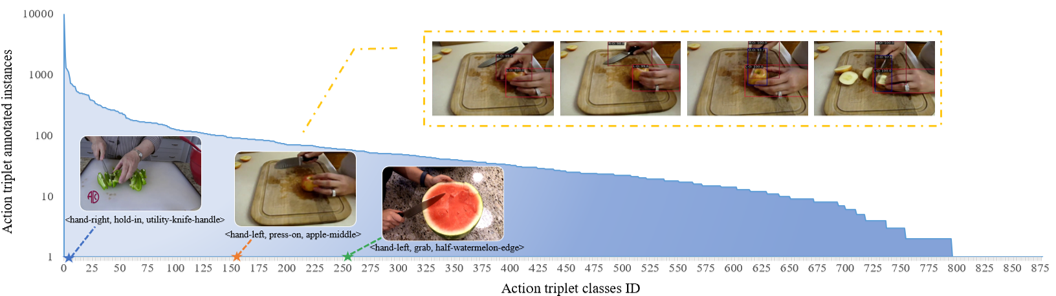 10000
1000
100
10
1
Action triplet annotated instances
<hand-right, hold-in, utility-knife-handle>
<hand-left, press-on, apple-middle>
<hand-left, grab, half-watermelon-edge>
0 25 50 75 100 125 150 175 200 225 250 275 300 325 350 375 400 425 450 475 500 525 550 575 600 625 650 675 700 725 750 775 800 825 850 875
Action triplet classes ID